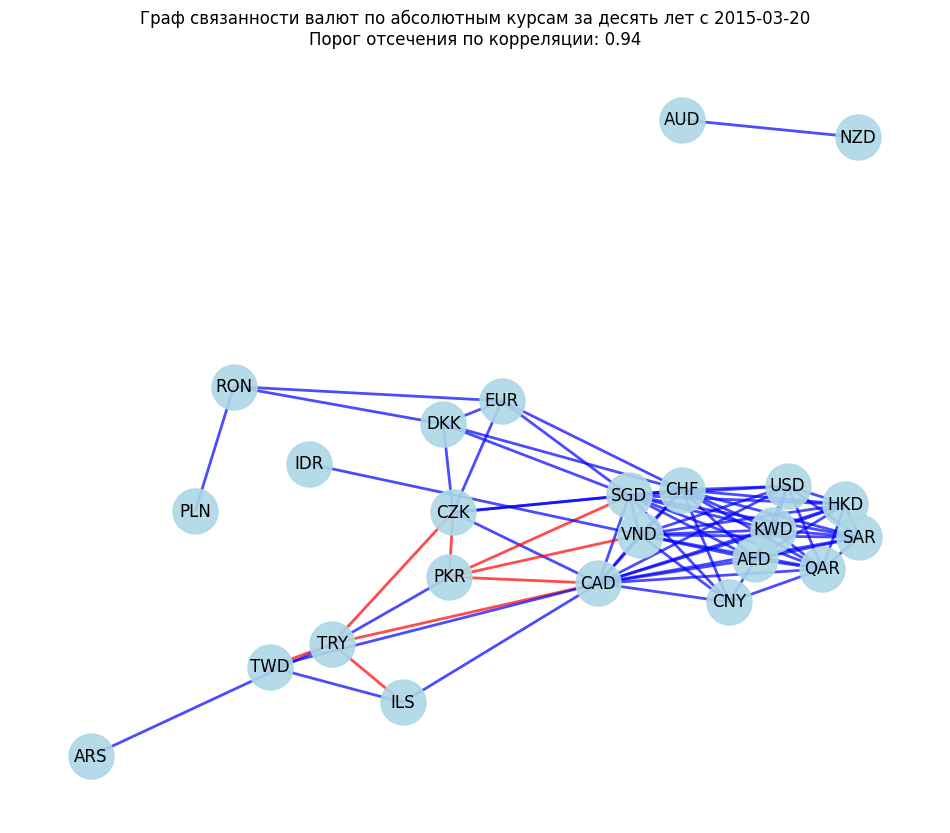 Граф связанности валют по абсолютным курсам за десять лет с 2015-03-20
Порог отсечения по корреляции: 0.94
AUD
NZD
RON
EUR
DKK
IDR
PLN
CZK
SGD
CHF
USD
HKD
VND
KWD
SAR
AED
QAR
PKR
CAD
CNY
TRY
TWD
ILS
ARS